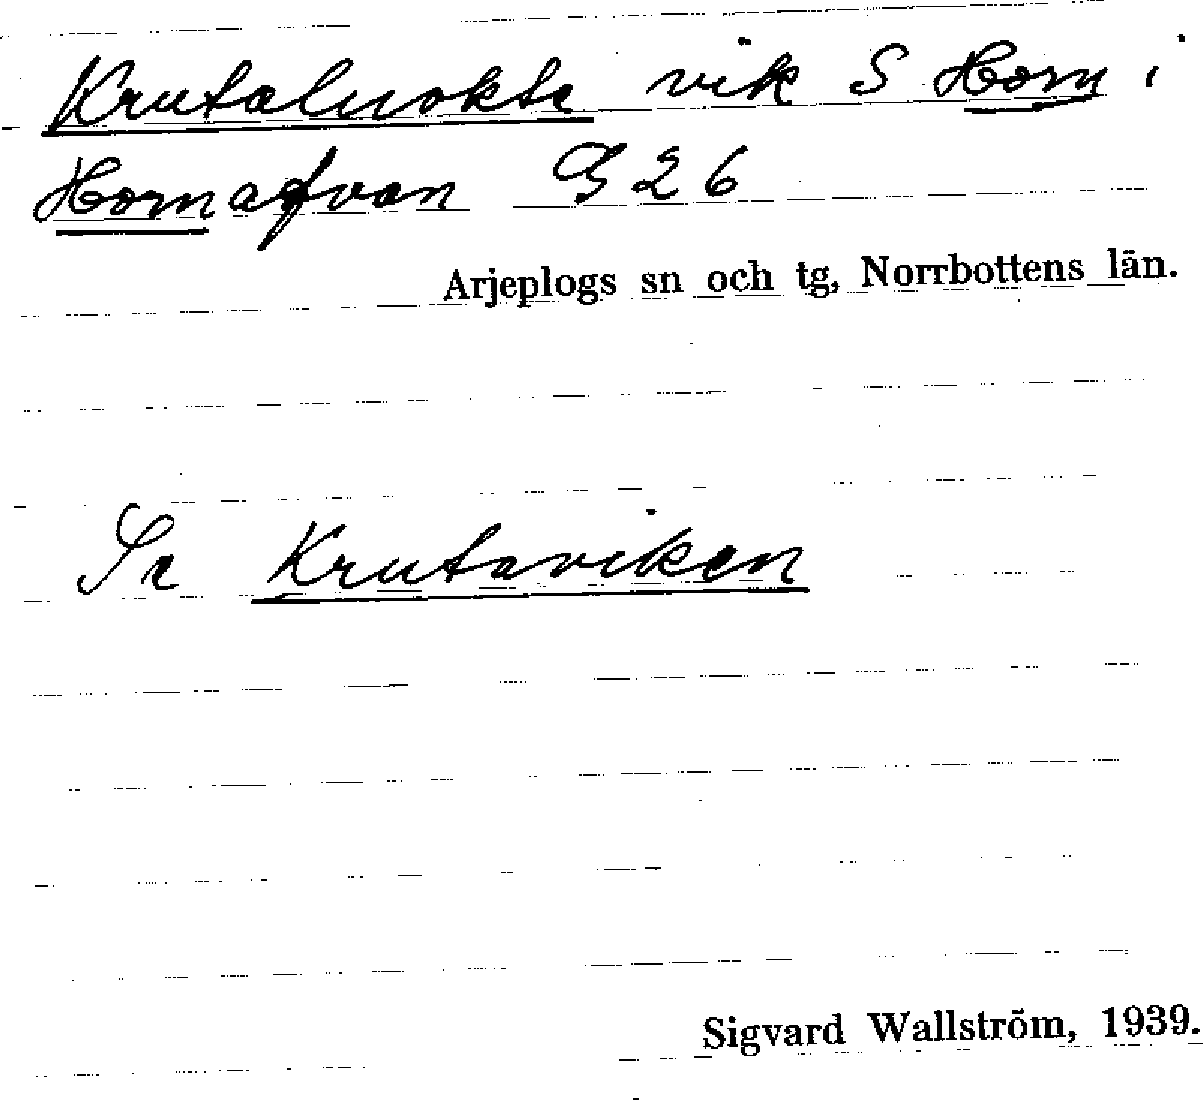 Krutaluokta vik S Horn i
Hornafvan G 26
Arjeplogs sn och tg, Norrbottens län.
Se Krutaviken
Sigvard Wallström, 1939.